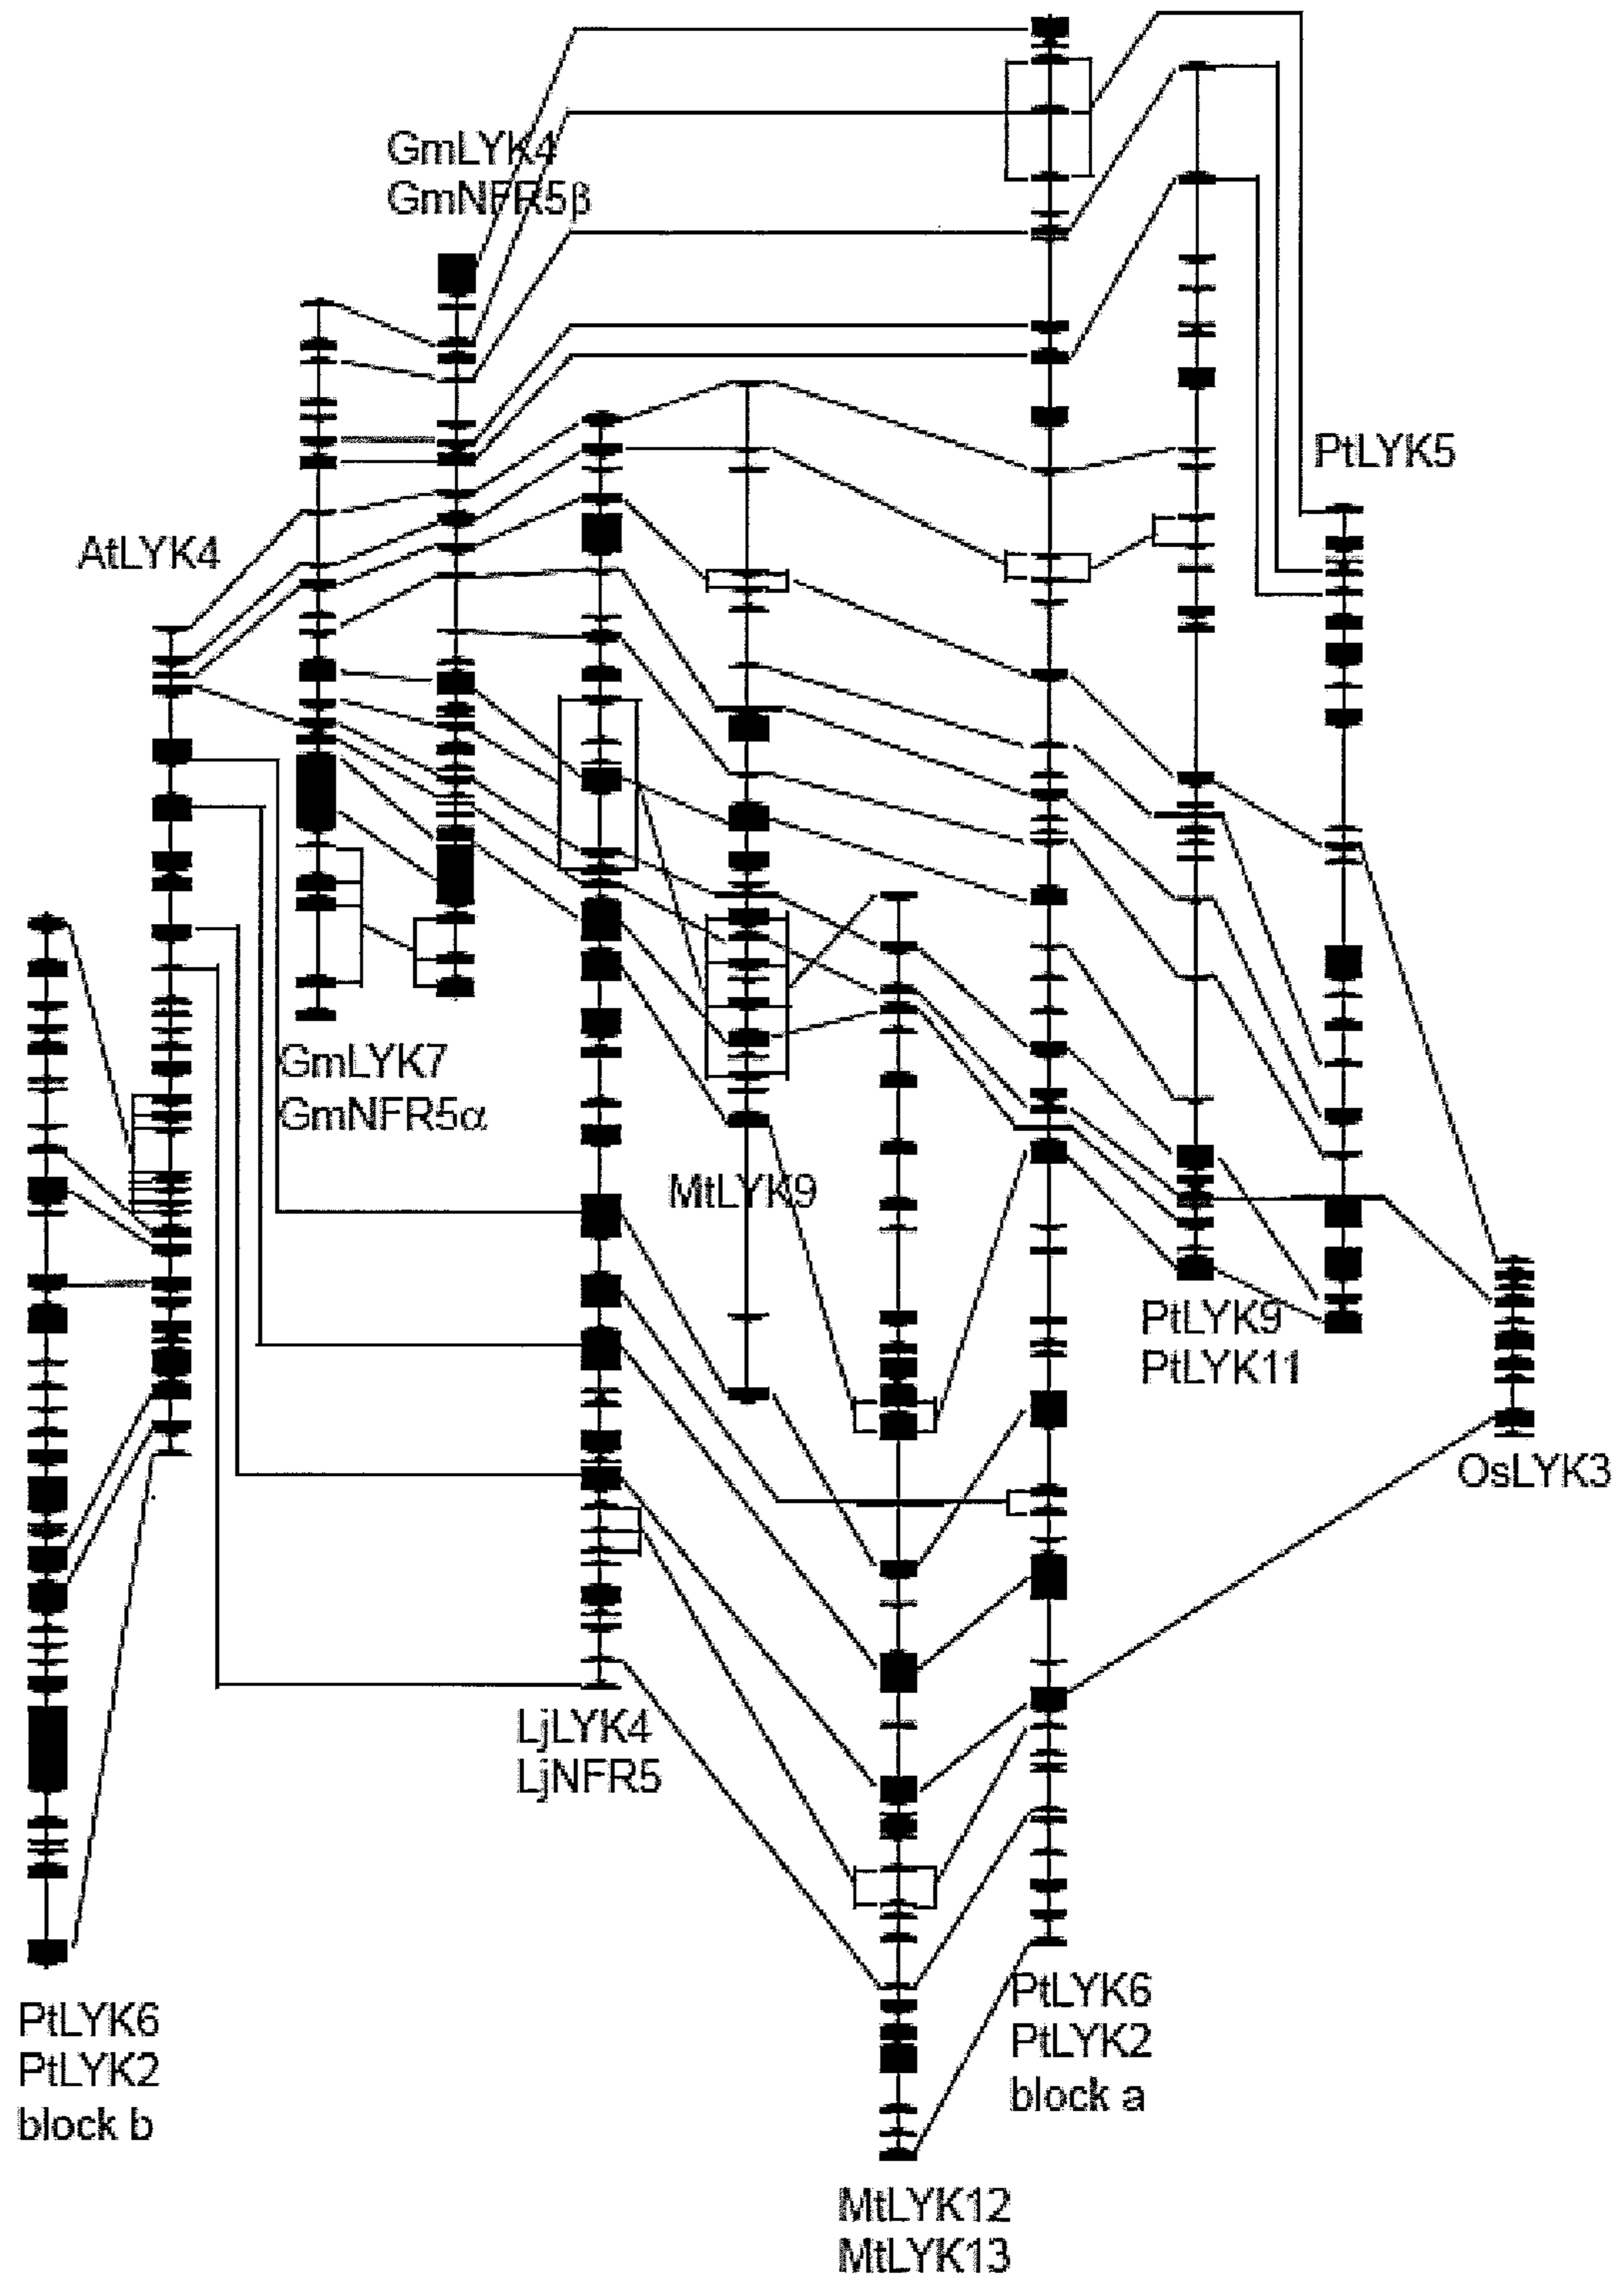 GmLYK4
GmNFR5β
PtLYK5
AtLYK4
GmLYK7
GmNFR5α
MtLYK9
PtLYK9
PtLYK11
OsLYK3
LjLYK4
LjNFR5
PtLYK6
PtLYK2
block a
PtLYK6
PtLYK2
block b
MtLYK12
MtLYK13